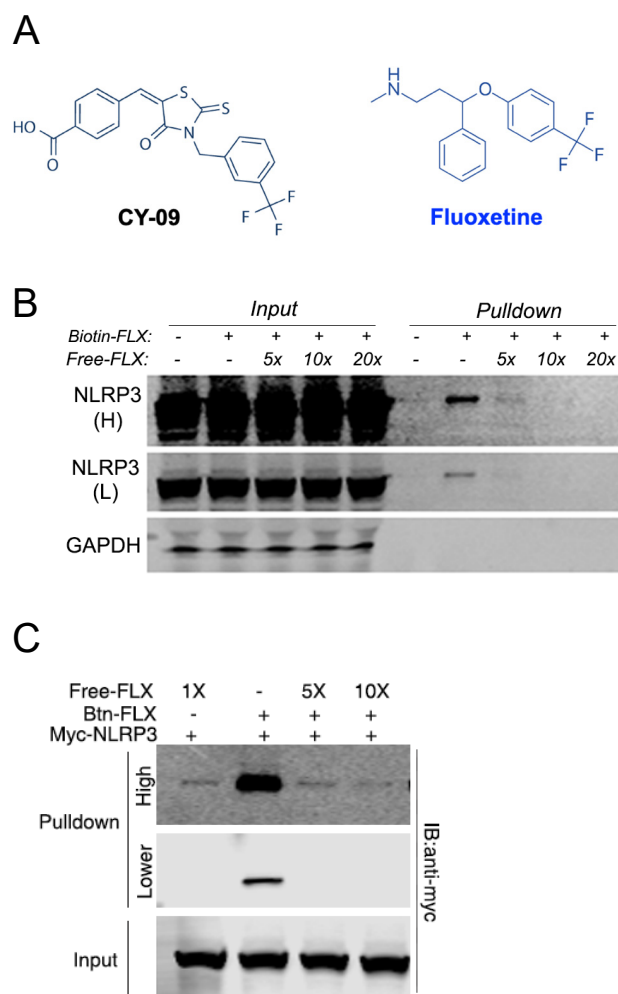 A
HO
O
O
S
S
N
F
F
F
CY-09
H
N
O
F
F
F
Fluoxetine
B
Input Pulldown
Biotin-FLX: - + + + + - + + + +
Free-FLX: - - 5x 10x 20x - - 5x 10x 20x
NLRP3
(H)
NLRP3
(L)
GAPDH
C
Free-FLX 1X - 5X 10X
Btn-FLX - + + +
Myc-NLRP3 + + + +
Pulldown
High
Lower
Input
IB:anti-myc